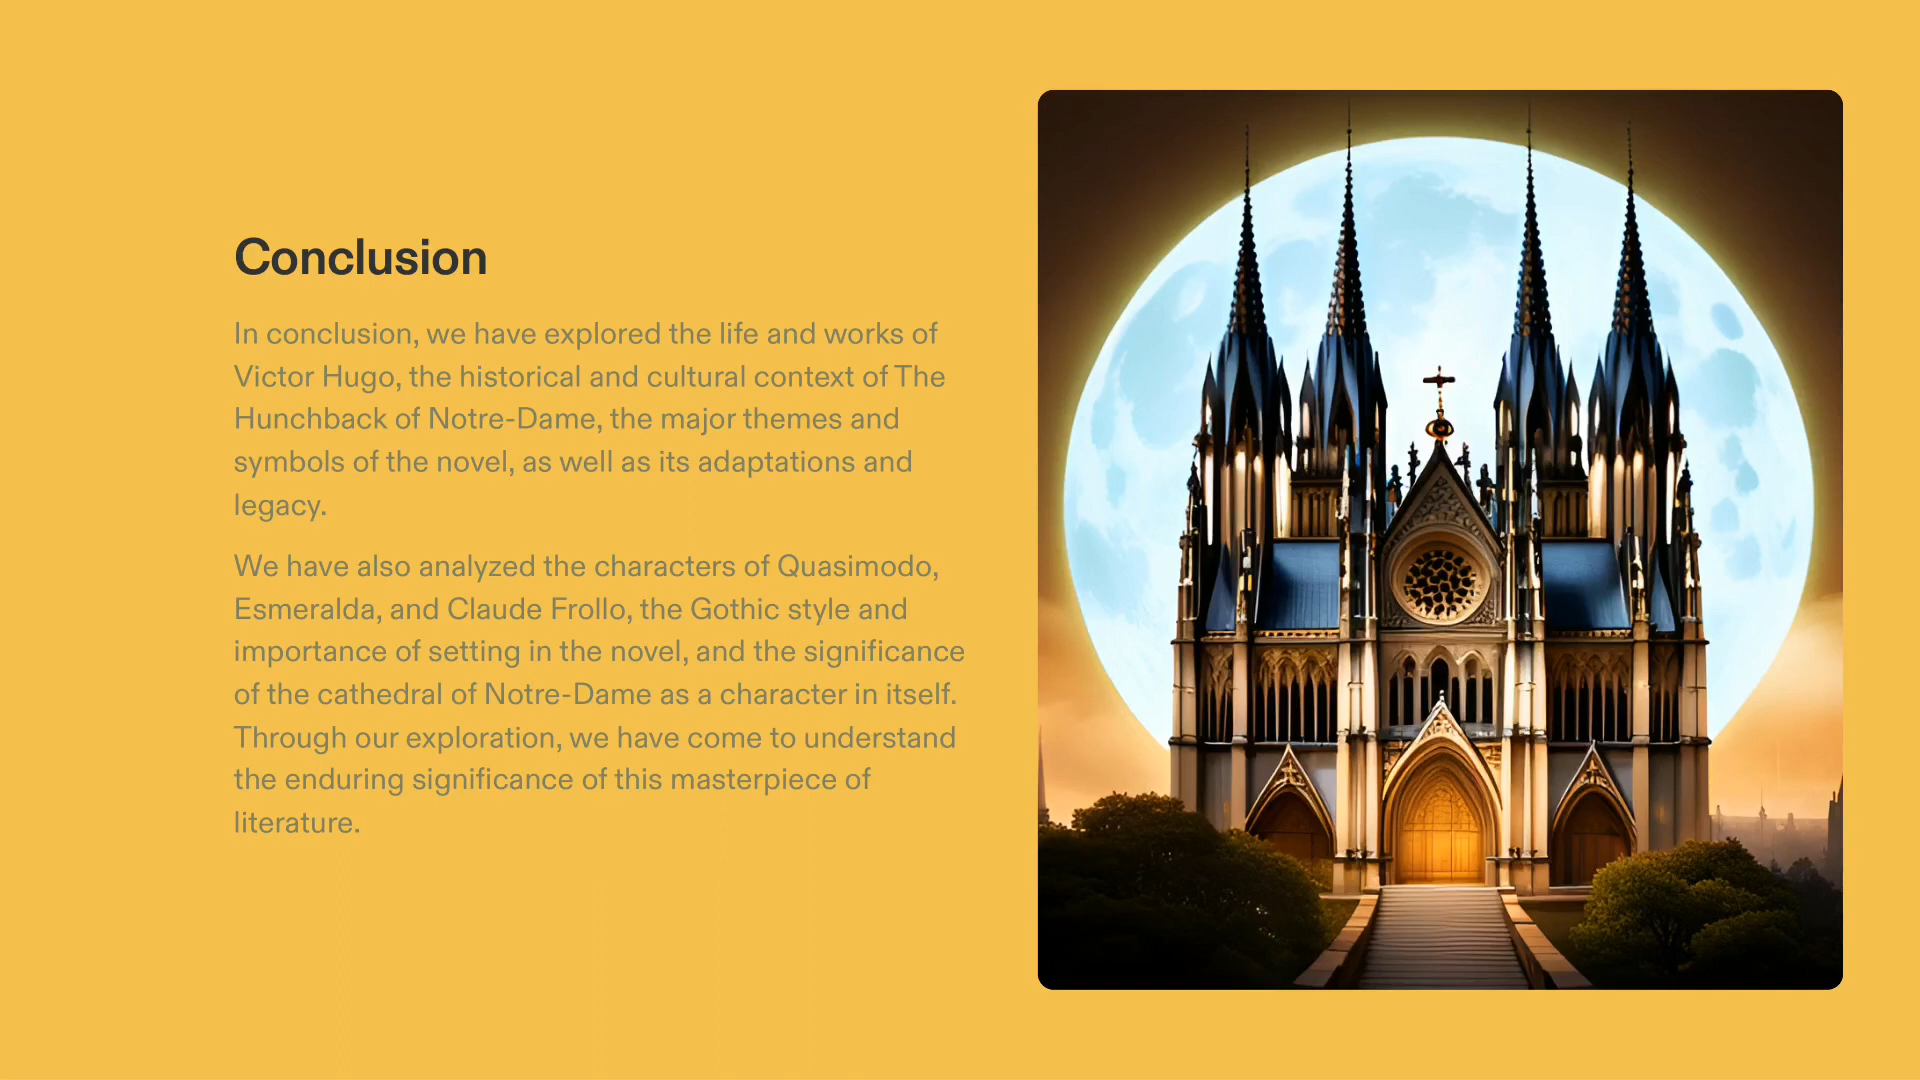 Conclusion
In conclusion, we have explored the life and works of
Victor Hugo, the historical and cultural context of The
Hunchback of Notre-Dame, the major themes and
symbols of the novel, as well as its adaptations and
legacy.
We have also analyzed the characters of Quasimodo,
Esmeralda, and Claude Frollo, the Gothic style and
importance of setting in the novel, and the significance
of the cathedral of Notre-Dame as a character in itself.
Through our exploration, we have come to understand
the enduring significance of this masterpiece of
literature.